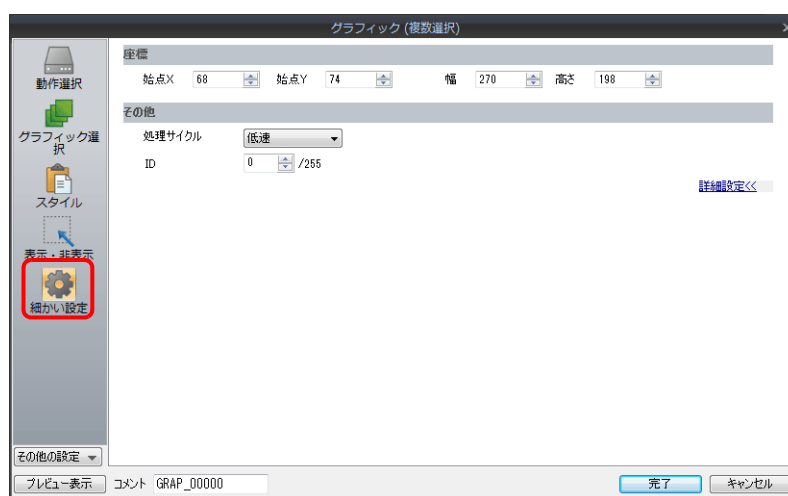 グラフィック (複数選択)
動作選択
グラフィック選
択
スタイル
表示・非表示
細かい設定
その他の設定
座標
始点X 68 始点Y 74 幅 270 高さ 198
その他
処理サイクル 低速
ID 0 /255
詳細設定<<
プレビュー表示 コメント GRAP_00000 完了 キャンセル